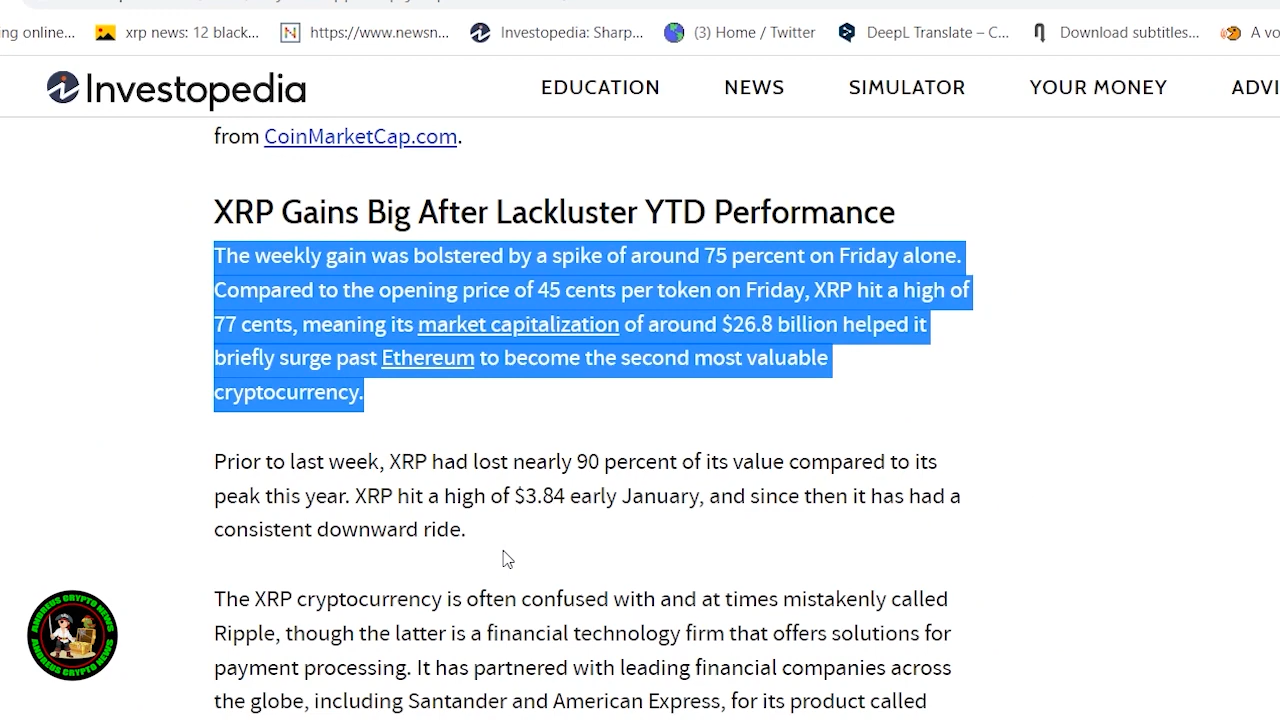 ng online...
xrp news: 12 black...
https://www.newsn...
Investopedia: Sharp...
(3) Home / Twitter
DeepL Translate – C...
Download subtitles...
A vo
Investopedia
EDUCATION
NEWS
SIMULATOR
YOUR MONEY
ADVI
from CoinMarketCap.com.
XRP Gains Big After Lackluster YTD Performance
The weekly gain was bolstered by a spike of around 75 percent on Friday alone.
Compared to the opening price of 45 cents per token on Friday, XRP hit a high of
77 cents, meaning its market capitalization of around $26.8 billion helped it
briefly surge past Ethereum to become the second most valuable
cryptocurrency.
Prior to last week, XRP had lost nearly 90 percent of its value compared to its
peak this year. XRP hit a high of $3.84 early January, and since then it has had a
consistent downward ride.
The XRP cryptocurrency is often confused with and at times mistakenly called
Ripple, though the latter is a financial technology firm that offers solutions for
payment processing. It has partnered with leading financial companies across
the globe, including Santander and American Express, for its product called
ANDREUS CRYPTO NEWS
ANDREUS CRYPTO NEWS